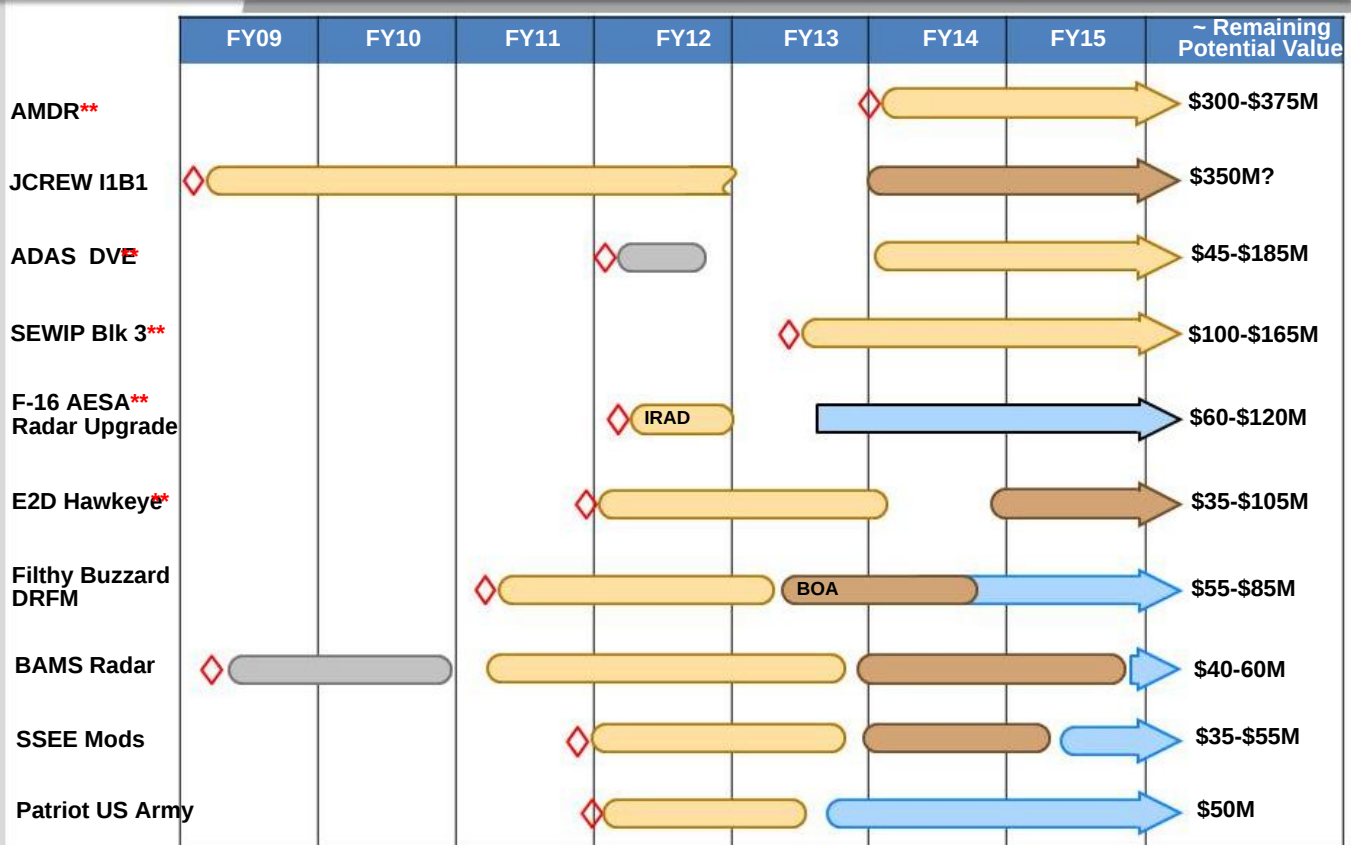 FY09 FY10 FY11 FY12 FY13 FY14 FY15 ~ Remaining
Potential Value
AMDR** $300-$375M
JCREW I1B1 $350M?
ADAS DVE** $45-$185M
SEWIP Blk 3** $100-$165M
F-16 AESA**
Radar Upgrade IRAD $60-$120M
E2D Hawkeye** $35-$105M
Filthy Buzzard
DRFM BOA $55-$85M
BAMS Radar $40-60M
SSEE Mods $35-$55M
Patriot US Army $50M